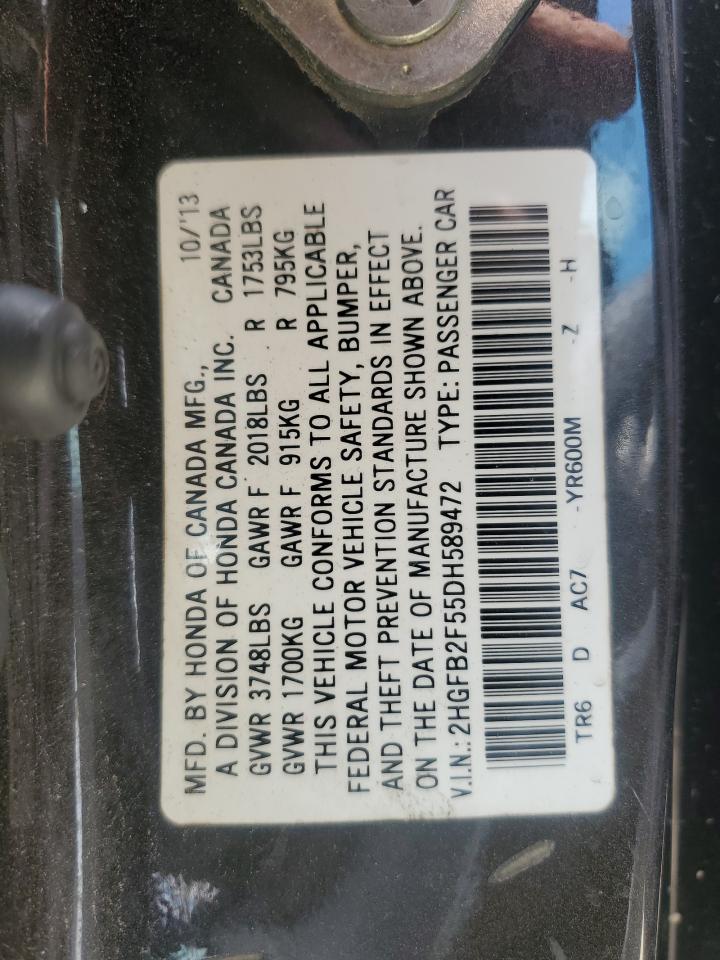 MFD. BY HONDA OF CANADA MFG., 10/'13
A DIVISION OF HONDA CANADA INC. CANADA
GVWR 3748LBS GAWR F 2018LBS R 1753LBS
GVWR 1700KG GAWR F 915KG R 795KG
THIS VEHICLE CONFORMS TO ALL APPLICABLE
FEDERAL MOTOR VEHICLE SAFETY, BUMPER,
AND THEFT PREVENTION STANDARDS IN EFFECT
ON THE DATE OF MANUFACTURE SHOWN ABOVE.
V.I.N.: 2HGFB2F55DH589472 TYPE: PASSENGER CAR
TR6 D AC7 -YR600M -Z -H